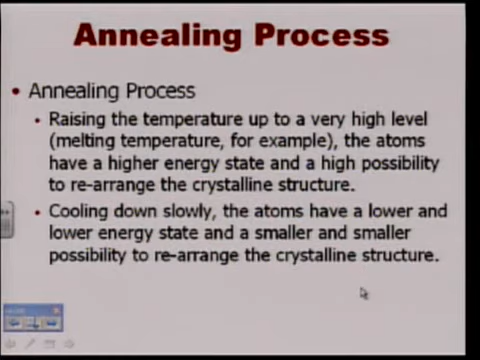 Annealing Process
• Annealing Process
• Raising the temperature up to a very high level
(melting temperature, for example), the atoms
have a higher energy state and a high possibility
to re-arrange the crystalline structure.
• Cooling down slowly, the atoms have a lower and
lower energy state and a smaller and smaller
possibility to re-arrange the crystalline structure.